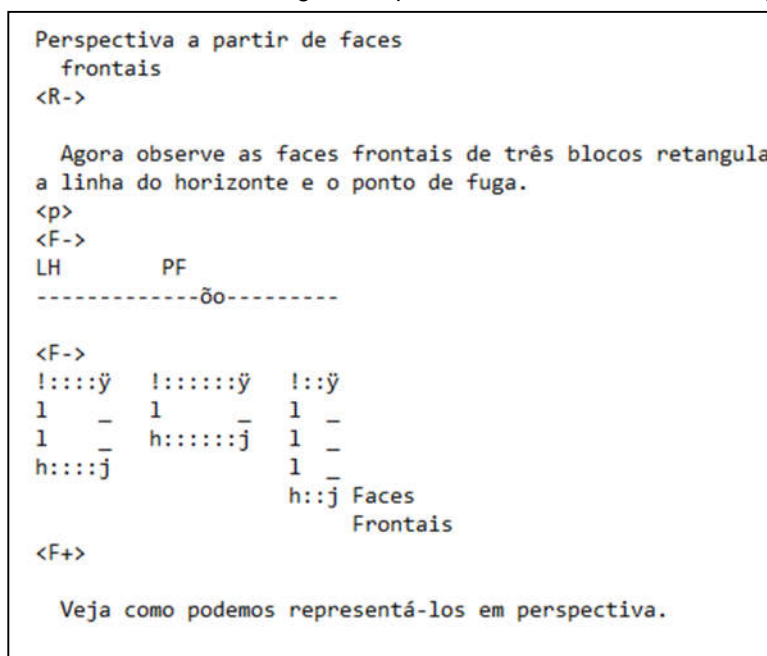 Perspectiva a partir de faces
  frontais
<R->

  Agora observe as faces frontais de três blocos retangula
a linha do horizonte e o ponto de fuga.
<p>
<F->
LH        PF
-------------õo---------

<F->
!::::ÿ   !::::::ÿ   !::ÿ
l    _   l      _   l  _
l    _   h::::::j   l  _
h::::j              l  _
                    h::j Faces
                         Frontais
<F+>

  Veja como podemos representá-los em perspectiva.